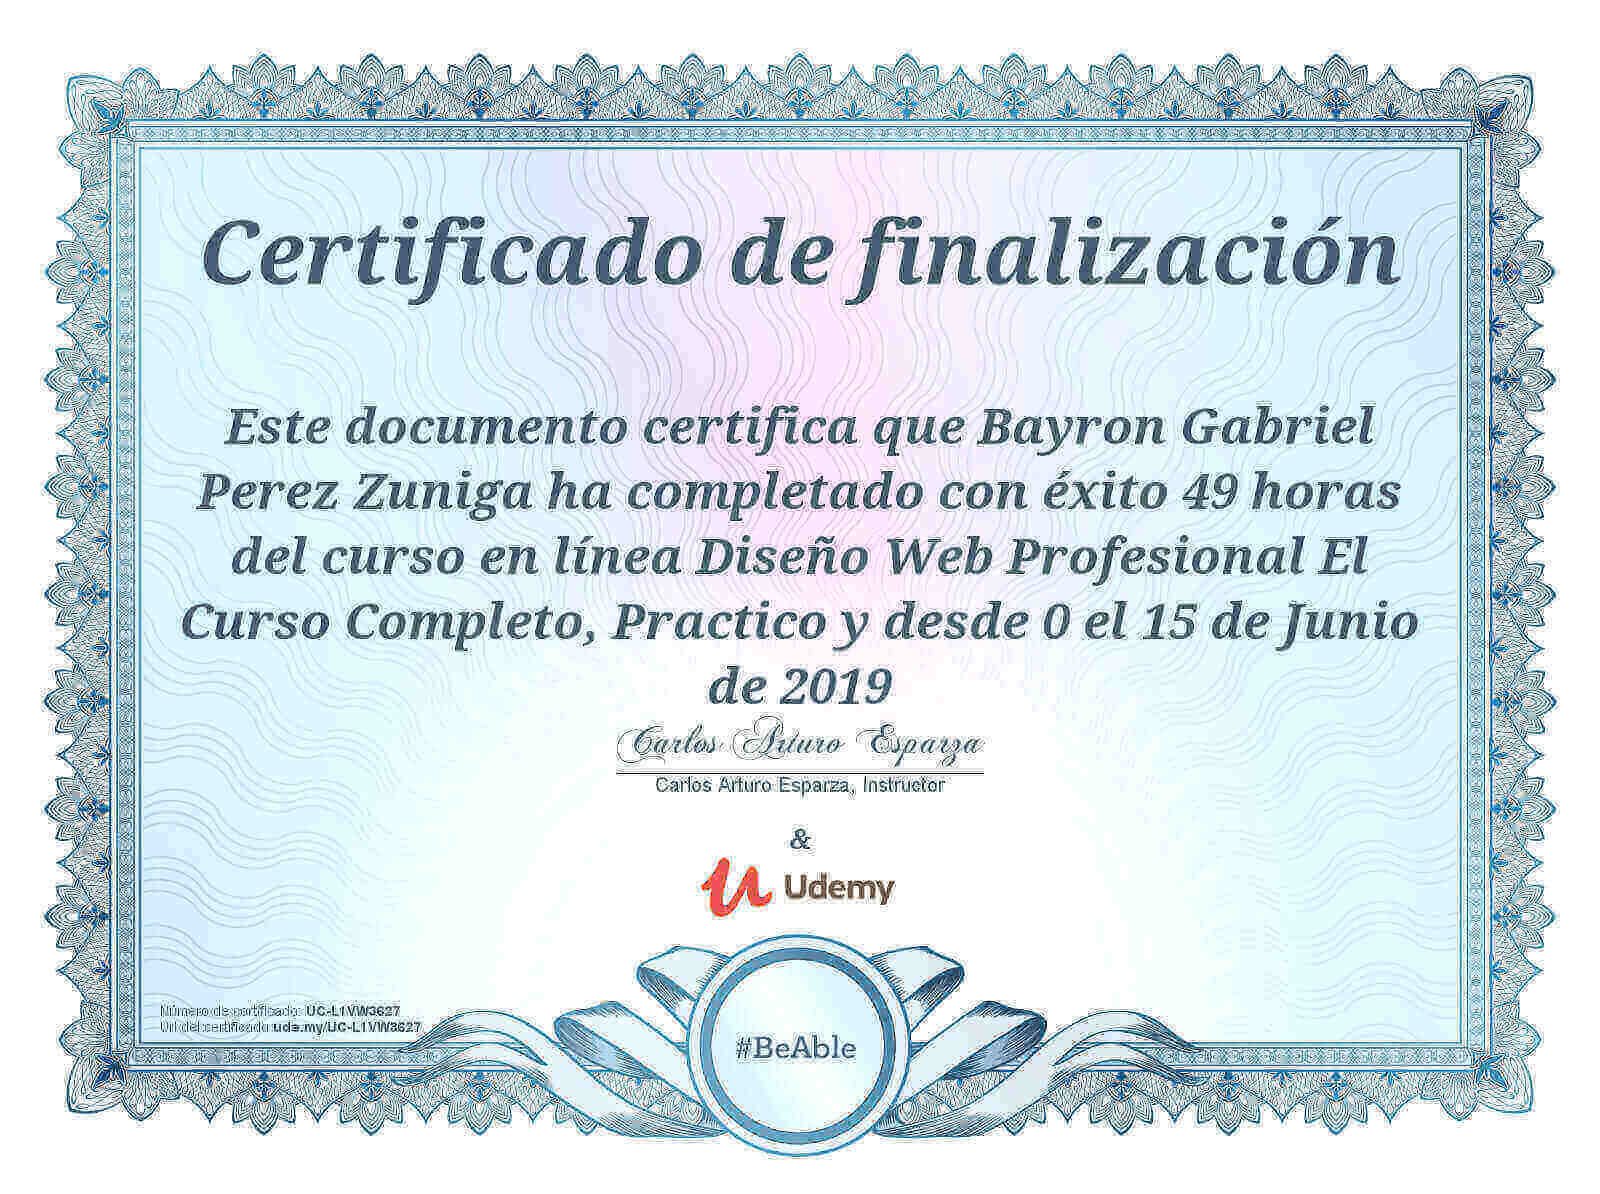 Certificado de finalización
Este documento certifica que Bayron Gabriel
Perez Zuniga ha completado con éxito 49 horas
del curso en línea Diseño Web Profesional El
Curso Completo, Practico y desde 0 el 15 de Junio
de 2019
Carlos Arturo Esparza
Carlos Arturo Esparza, Instructor
&
Udemy
Número de certificado: UC-L1VW3627
Url del certificado: ude.my/UC-L1VW3627
#BeAble